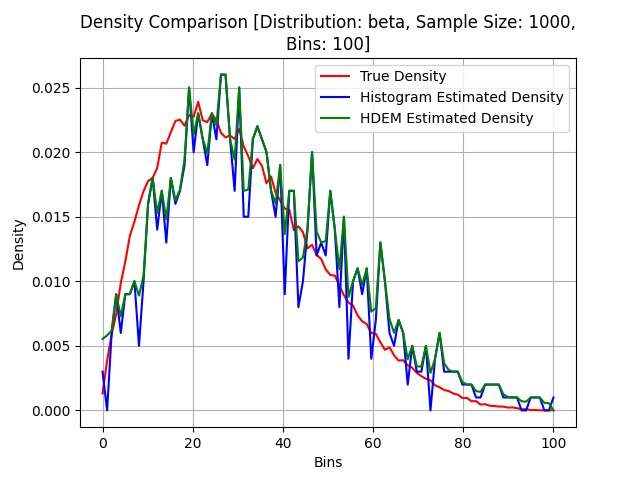 Density Comparison [Distribution: beta, Sample Size: 1000,
Bins: 100]
True Density
Histogram Estimated Density
HDEM Estimated Density
Density
0.025
0.020
0.015
0.010
0.005
0.000
0 20 40 60 80 100
Bins